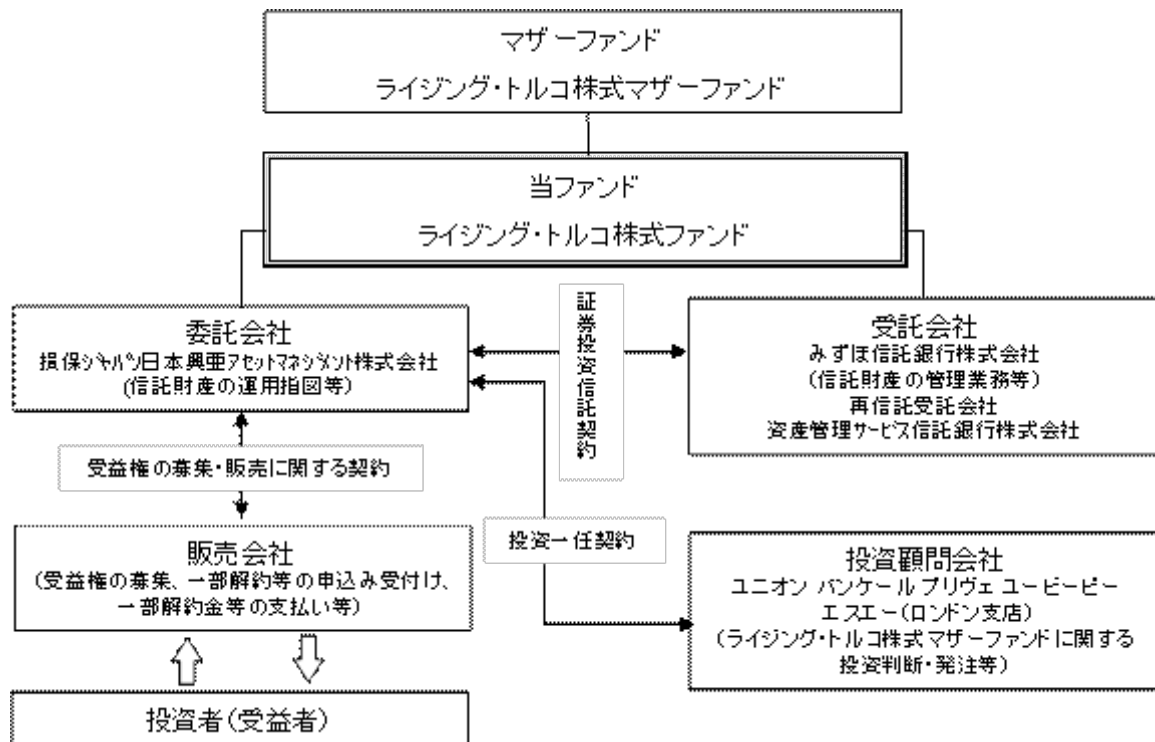 マザーファンド
ライジング・トルコ株式マザーファンド
当ファンド
ライジング・トルコ株式ファンド
委託会社
損保ジャパン日本興亜アセットマネジメント株式会社
(信託財産の運用指図等)
証券投資信託契約
受託会社
みずほ信託銀行株式会社
(信託財産の管理業務等)
再信託受託会社
資産管理サービス信託銀行株式会社
受益権の募集・販売に関する契約
投資一任契約
販売会社
(受益権の募集、一部解約等の申込み受付け、
一部解約金等の支払い等)
投資顧問会社
ユニオン バンケール プリヴェ ユービーピー
エスエー(ロンドン支店)
(ライジング・トルコ株式マザーファンドに関する
投資判断・発注等)
投資者(受益者)